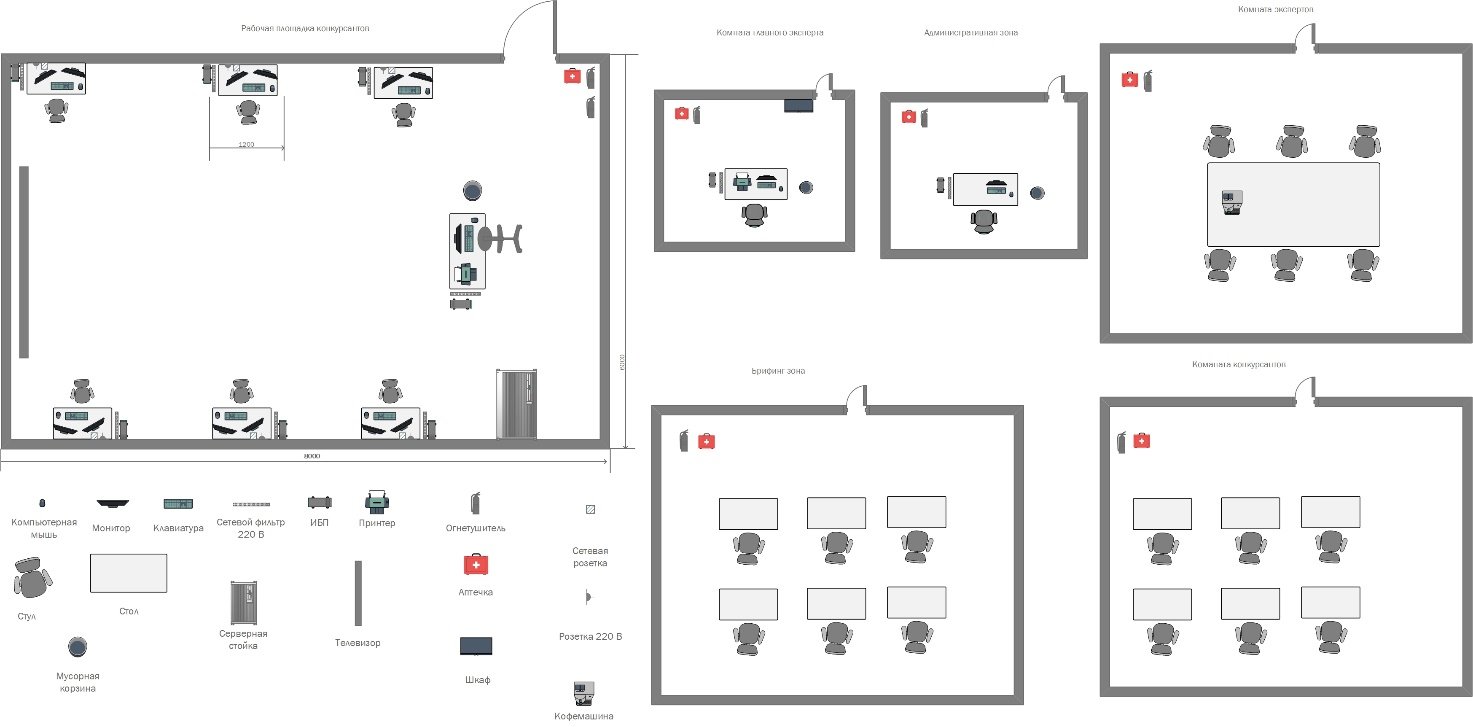 Рабочая площадка конкурсантов
Комната главного эксперта
Административная зона
Комната экспертов
1200
6000
8000
Брифинг зона
Команата конкурсантов
Компьютерная
мышь
Монитор
Клавиатура
Сетевой фильтр
220 В
ИБП
Принтер
Огнетушитель
Сетевая
розетка
Стул
Стол
Серверная
стойка
Телевизор
Аптечка
Розетка 220 В
Мусорная
корзина
Шкаф
Кофемашина